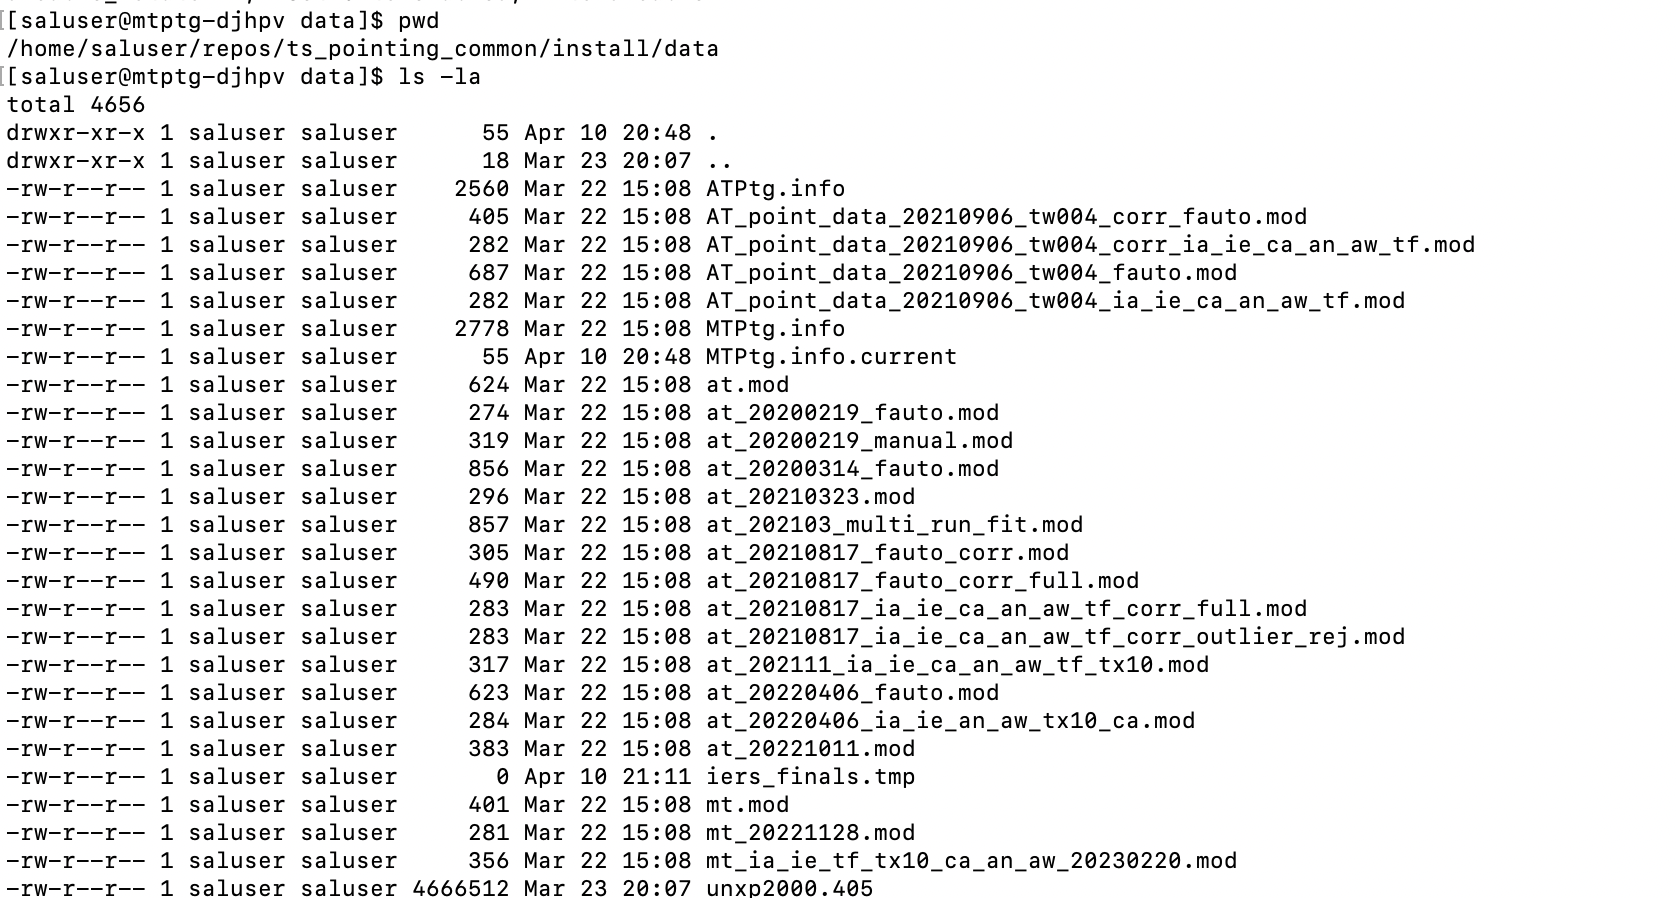 [[saluser@mtptg-djhpv data]$ pwd
/home/saluser/repos/ts_pointing_common/install/data
[[saluser@mtptg-djhpv data]$ ls -la
total 4656
drwxr-xr-x 1 saluser saluser      55 Apr 10 20:48 .
drwxr-xr-x 1 saluser saluser      18 Mar 23 20:07 ..
-rw-r--r-- 1 saluser saluser    2560 Mar 22 15:08 ATPtg.info
-rw-r--r-- 1 saluser saluser     405 Mar 22 15:08 AT_point_data_20210906_tw004_corr_fauto.mod
-rw-r--r-- 1 saluser saluser     282 Mar 22 15:08 AT_point_data_20210906_tw004_corr_ia_ie_ca_an_aw_tf.mod
-rw-r--r-- 1 saluser saluser     687 Mar 22 15:08 AT_point_data_20210906_tw004_fauto.mod
-rw-r--r-- 1 saluser saluser     282 Mar 22 15:08 AT_point_data_20210906_tw004_ia_ie_ca_an_aw_tf.mod
-rw-r--r-- 1 saluser saluser    2778 Mar 22 15:08 MTPtg.info
-rw-r--r-- 1 saluser saluser      55 Apr 10 20:48 MTPtg.info.current
-rw-r--r-- 1 saluser saluser     624 Mar 22 15:08 at.mod
-rw-r--r-- 1 saluser saluser     274 Mar 22 15:08 at_20200219_fauto.mod
-rw-r--r-- 1 saluser saluser     319 Mar 22 15:08 at_20200219_manual.mod
-rw-r--r-- 1 saluser saluser     856 Mar 22 15:08 at_20200314_fauto.mod
-rw-r--r-- 1 saluser saluser     296 Mar 22 15:08 at_20210323.mod
-rw-r--r-- 1 saluser saluser     857 Mar 22 15:08 at_202103_multi_run_fit.mod
-rw-r--r-- 1 saluser saluser     305 Mar 22 15:08 at_20210817_fauto_corr.mod
-rw-r--r-- 1 saluser saluser     490 Mar 22 15:08 at_20210817_fauto_corr_full.mod
-rw-r--r-- 1 saluser saluser     283 Mar 22 15:08 at_20210817_ia_ie_ca_an_aw_tf_corr_full.mod
-rw-r--r-- 1 saluser saluser     283 Mar 22 15:08 at_20210817_ia_ie_ca_an_aw_tf_corr_outlier_rej.mod
-rw-r--r-- 1 saluser saluser     317 Mar 22 15:08 at_202111_ia_ie_ca_an_aw_tf_tx10.mod
-rw-r--r-- 1 saluser saluser     623 Mar 22 15:08 at_20220406_fauto.mod
-rw-r--r-- 1 saluser saluser     284 Mar 22 15:08 at_20220406_ia_ie_an_aw_tx10_ca.mod
-rw-r--r-- 1 saluser saluser     383 Mar 22 15:08 at_20221011.mod
-rw-r--r-- 1 saluser saluser       0 Apr 10 21:11 iers_finals.tmp
-rw-r--r-- 1 saluser saluser     401 Mar 22 15:08 mt.mod
-rw-r--r-- 1 saluser saluser     281 Mar 22 15:08 mt_20221128.mod
-rw-r--r-- 1 saluser saluser     356 Mar 22 15:08 mt_ia_ie_tf_tx10_ca_an_aw_20230220.mod
-rw-r--r-- 1 saluser saluser 4666512 Mar 23 20:07 unxp2000.405